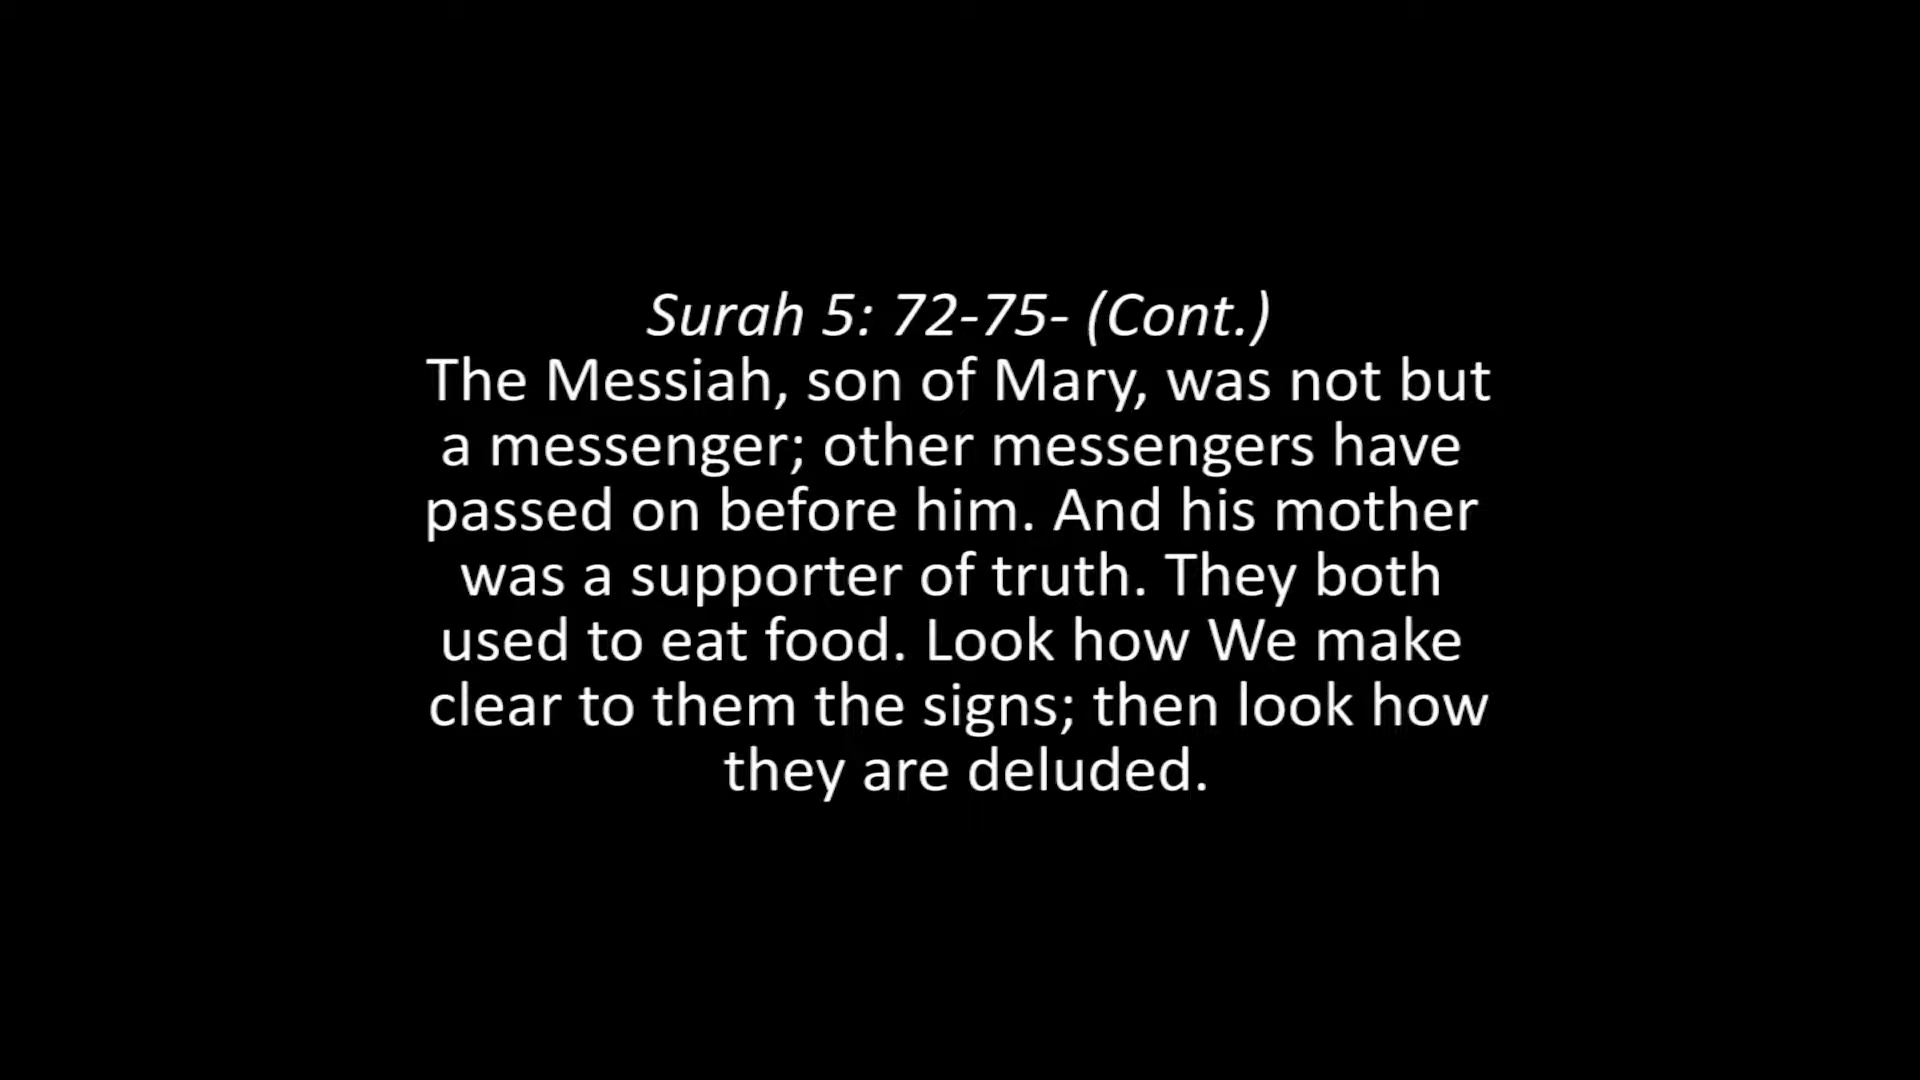 Surah 5: 72-75- (Cont.)
The Messiah, son of Mary, was not but
a messenger; other messengers have
passed on before him. And his mother
was a supporter of truth. They both
used to eat food. Look how We make
clear to them the signs; then look how
they are deluded.